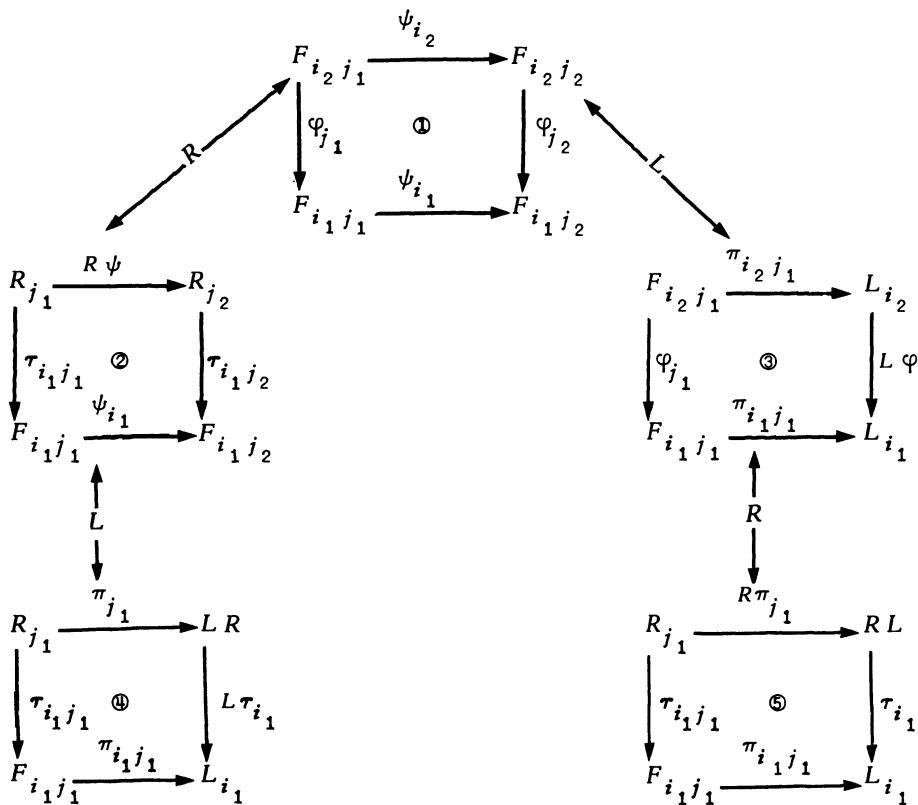 ψ_{i_2}
F_{i_2 j_1} F_{i_2 j_2}
φ_{j_1} ① φ_{j_2}
R L
ψ_{i_1}
F_{i_1 j_1} F_{i_1 j_2}
R ψ π_{i_2 j_1}
R_{j_1} R_{j_2} F_{i_2 j_1} L_{i_2}
τ_{i_1 j_1} ② τ_{i_1 j_2} φ_{j_1} ③ L φ
ψ_{i_1} π_{i_1 j_1}
F_{i_1 j_1} F_{i_1 j_2} F_{i_1 j_1} L_{i_1}
L R
π_{j_1} R π_{j_1}
R_{j_1} L R R_{j_1} R L
τ_{i_1 j_1} ④ L τ_{i_1} τ_{i_1 j_1} ⑤ τ_{i_1}
π_{i_1 j_1} π_{i_1 j_1}
F_{i_1 j_1} L_{i_1} F_{i_1 j_1} L_{i_1}